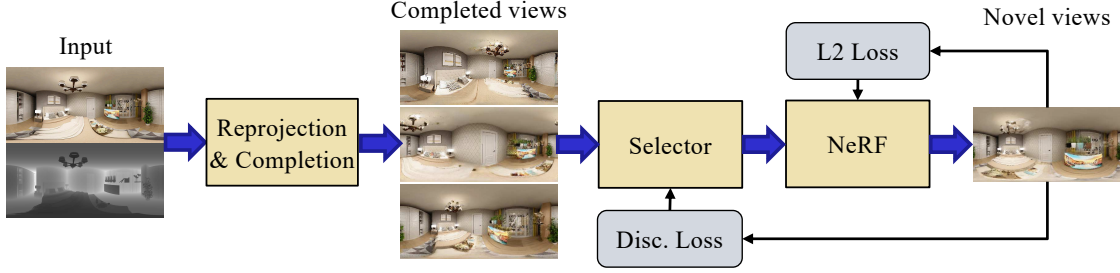 Input
Completed views
Novel views
Reprojection
& Completion
Selector
L2 Loss
NeRF
Disc. Loss